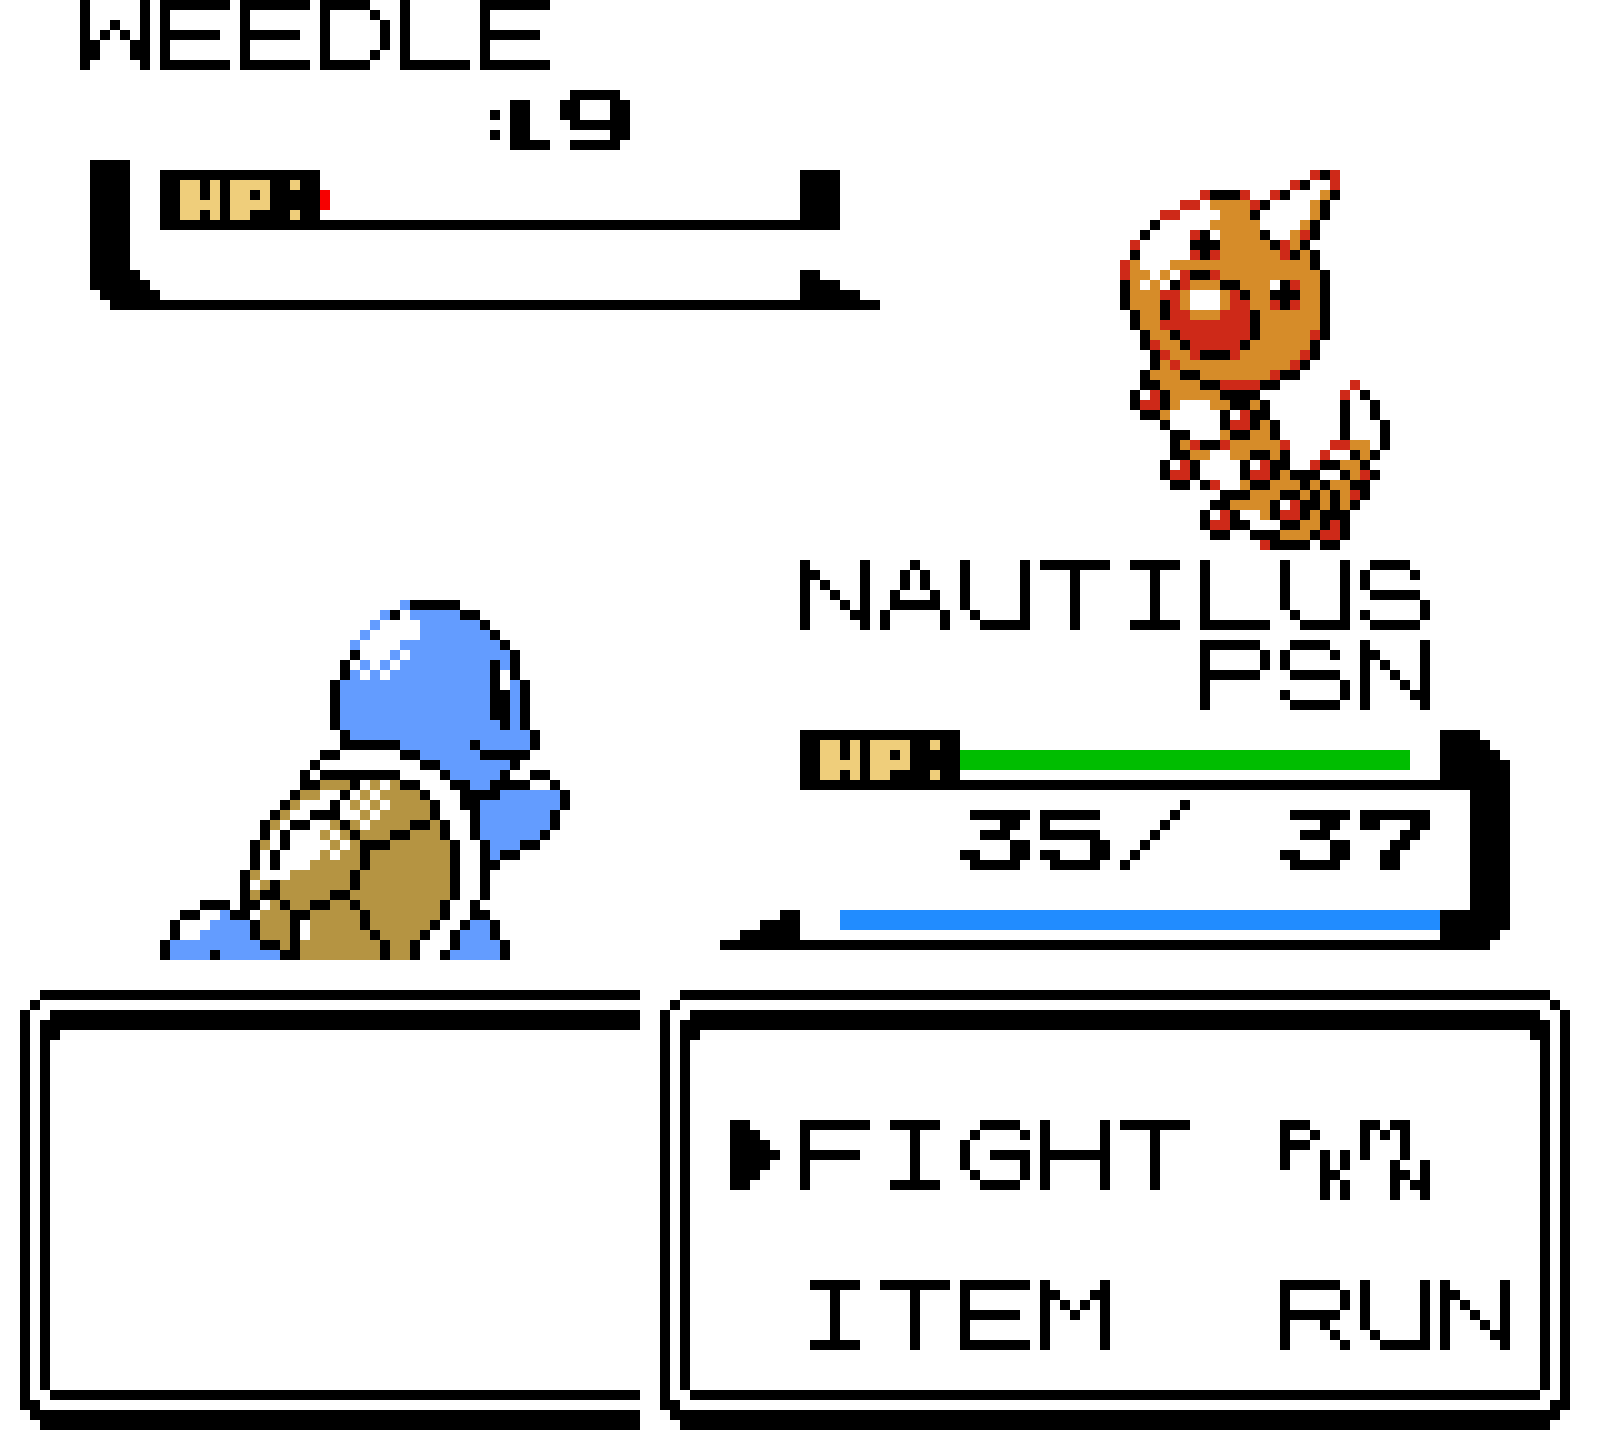 WEEDLE
:L9
HP:
NAUTILUS
PSN
HP:
35/ 37
▶FIGHT PKMN
ITEM RUN